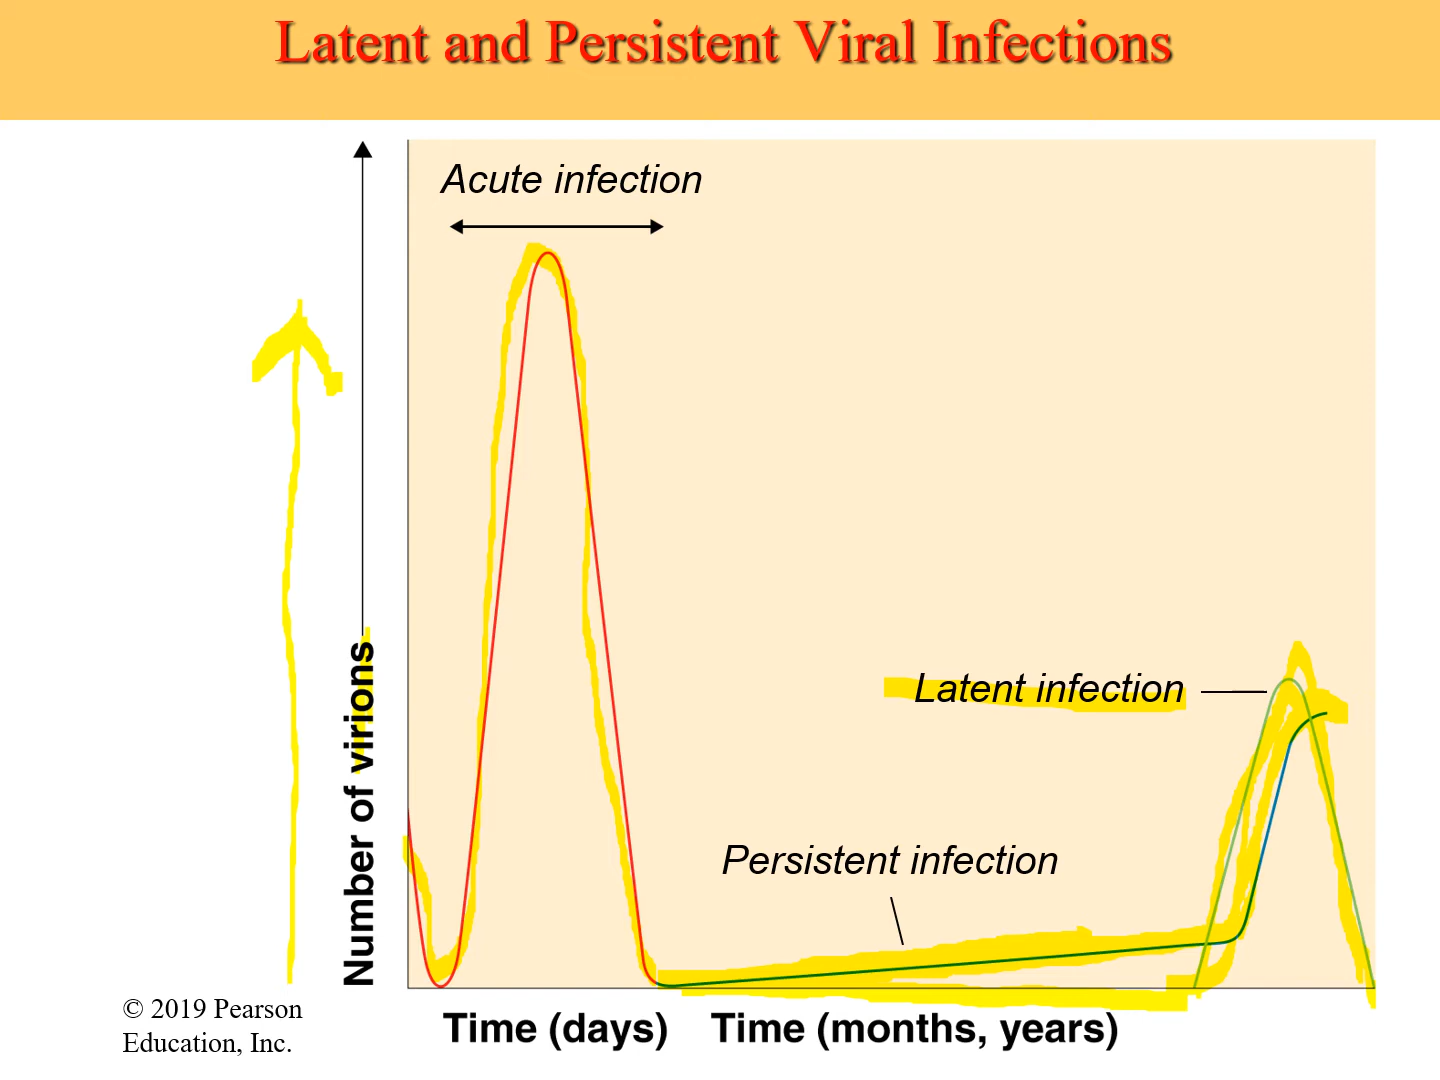 Latent and Persistent Viral Infections
Acute infection
Latent infection
Persistent infection
Number of virions
Time (days)
Time (months, years)
© 2019 Pearson
Education, Inc.